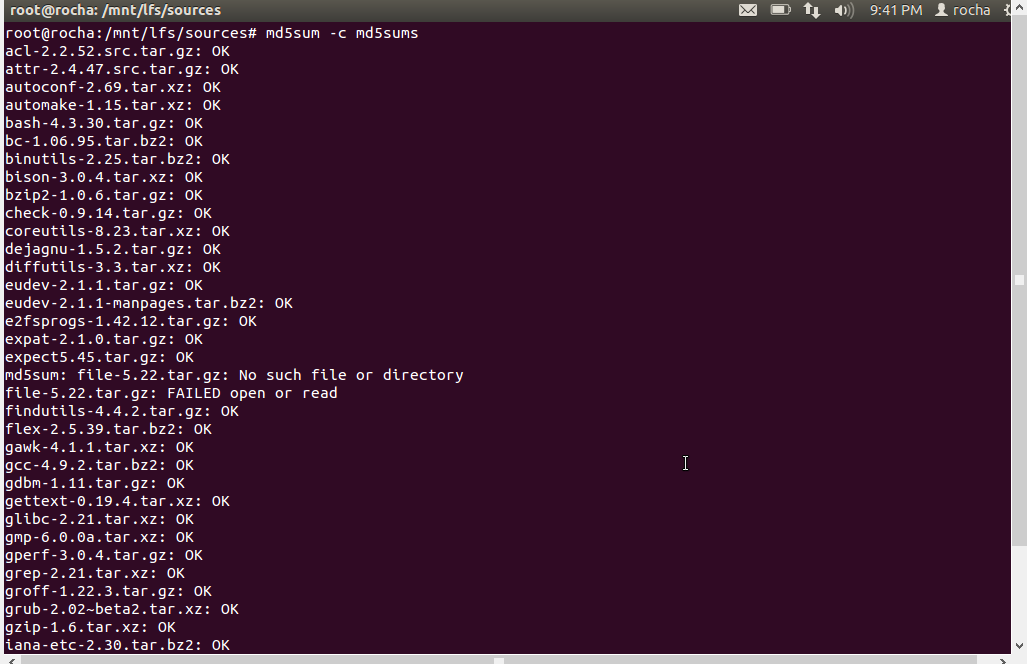 root@rocha: /mnt/lfs/sources 9:41 PM rocha
root@rocha:/mnt/lfs/sources# md5sum -c md5sums
acl-2.2.52.src.tar.gz: OK
attr-2.4.47.src.tar.gz: OK
autoconf-2.69.tar.xz: OK
automake-1.15.tar.xz: OK
bash-4.3.30.tar.gz: OK
bc-1.06.95.tar.bz2: OK
binutils-2.25.tar.bz2: OK
bison-3.0.4.tar.xz: OK
bzip2-1.0.6.tar.gz: OK
check-0.9.14.tar.gz: OK
coreutils-8.23.tar.xz: OK
dejagnu-1.5.2.tar.gz: OK
diffutils-3.3.tar.xz: OK
eudev-2.1.1.tar.gz: OK
eudev-2.1.1-manpages.tar.bz2: OK
e2fsprogs-1.42.12.tar.gz: OK
expat-2.1.0.tar.gz: OK
expect5.45.tar.gz: OK
md5sum: file-5.22.tar.gz: No such file or directory
file-5.22.tar.gz: FAILED open or read
findutils-4.4.2.tar.gz: OK
flex-2.5.39.tar.bz2: OK
gawk-4.1.1.tar.xz: OK
gcc-4.9.2.tar.bz2: OK
gdbm-1.11.tar.gz: OK
gettext-0.19.4.tar.xz: OK
glibc-2.21.tar.xz: OK
gmp-6.0.0a.tar.xz: OK
gperf-3.0.4.tar.gz: OK
grep-2.21.tar.xz: OK
groff-1.22.3.tar.gz: OK
grub-2.02~beta2.tar.xz: OK
gzip-1.6.tar.xz: OK
iana-etc-2.30.tar.bz2: OK